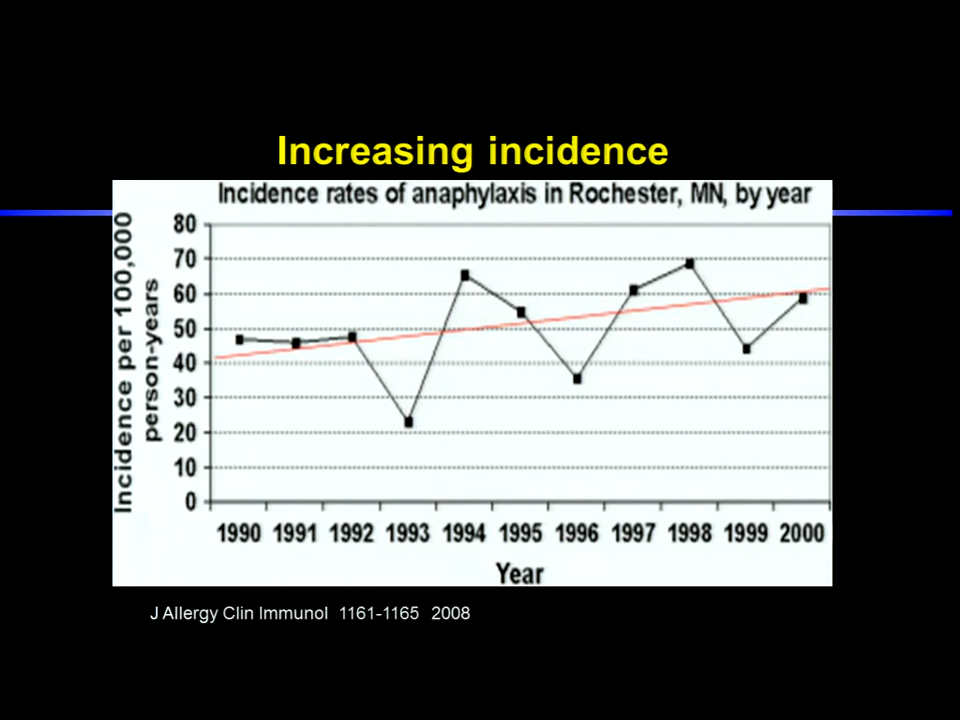 Increasing incidence
Incidence rates of anaphylaxis in Rochester, MN, by year
Incidence per 100,000
person-years
80
70
60
50
40
30
20
10
0
1990 1991 1992 1993 1994 1995 1996 1997 1998 1999 2000
Year
J Allergy Clin Immunol 1161-1165 2008